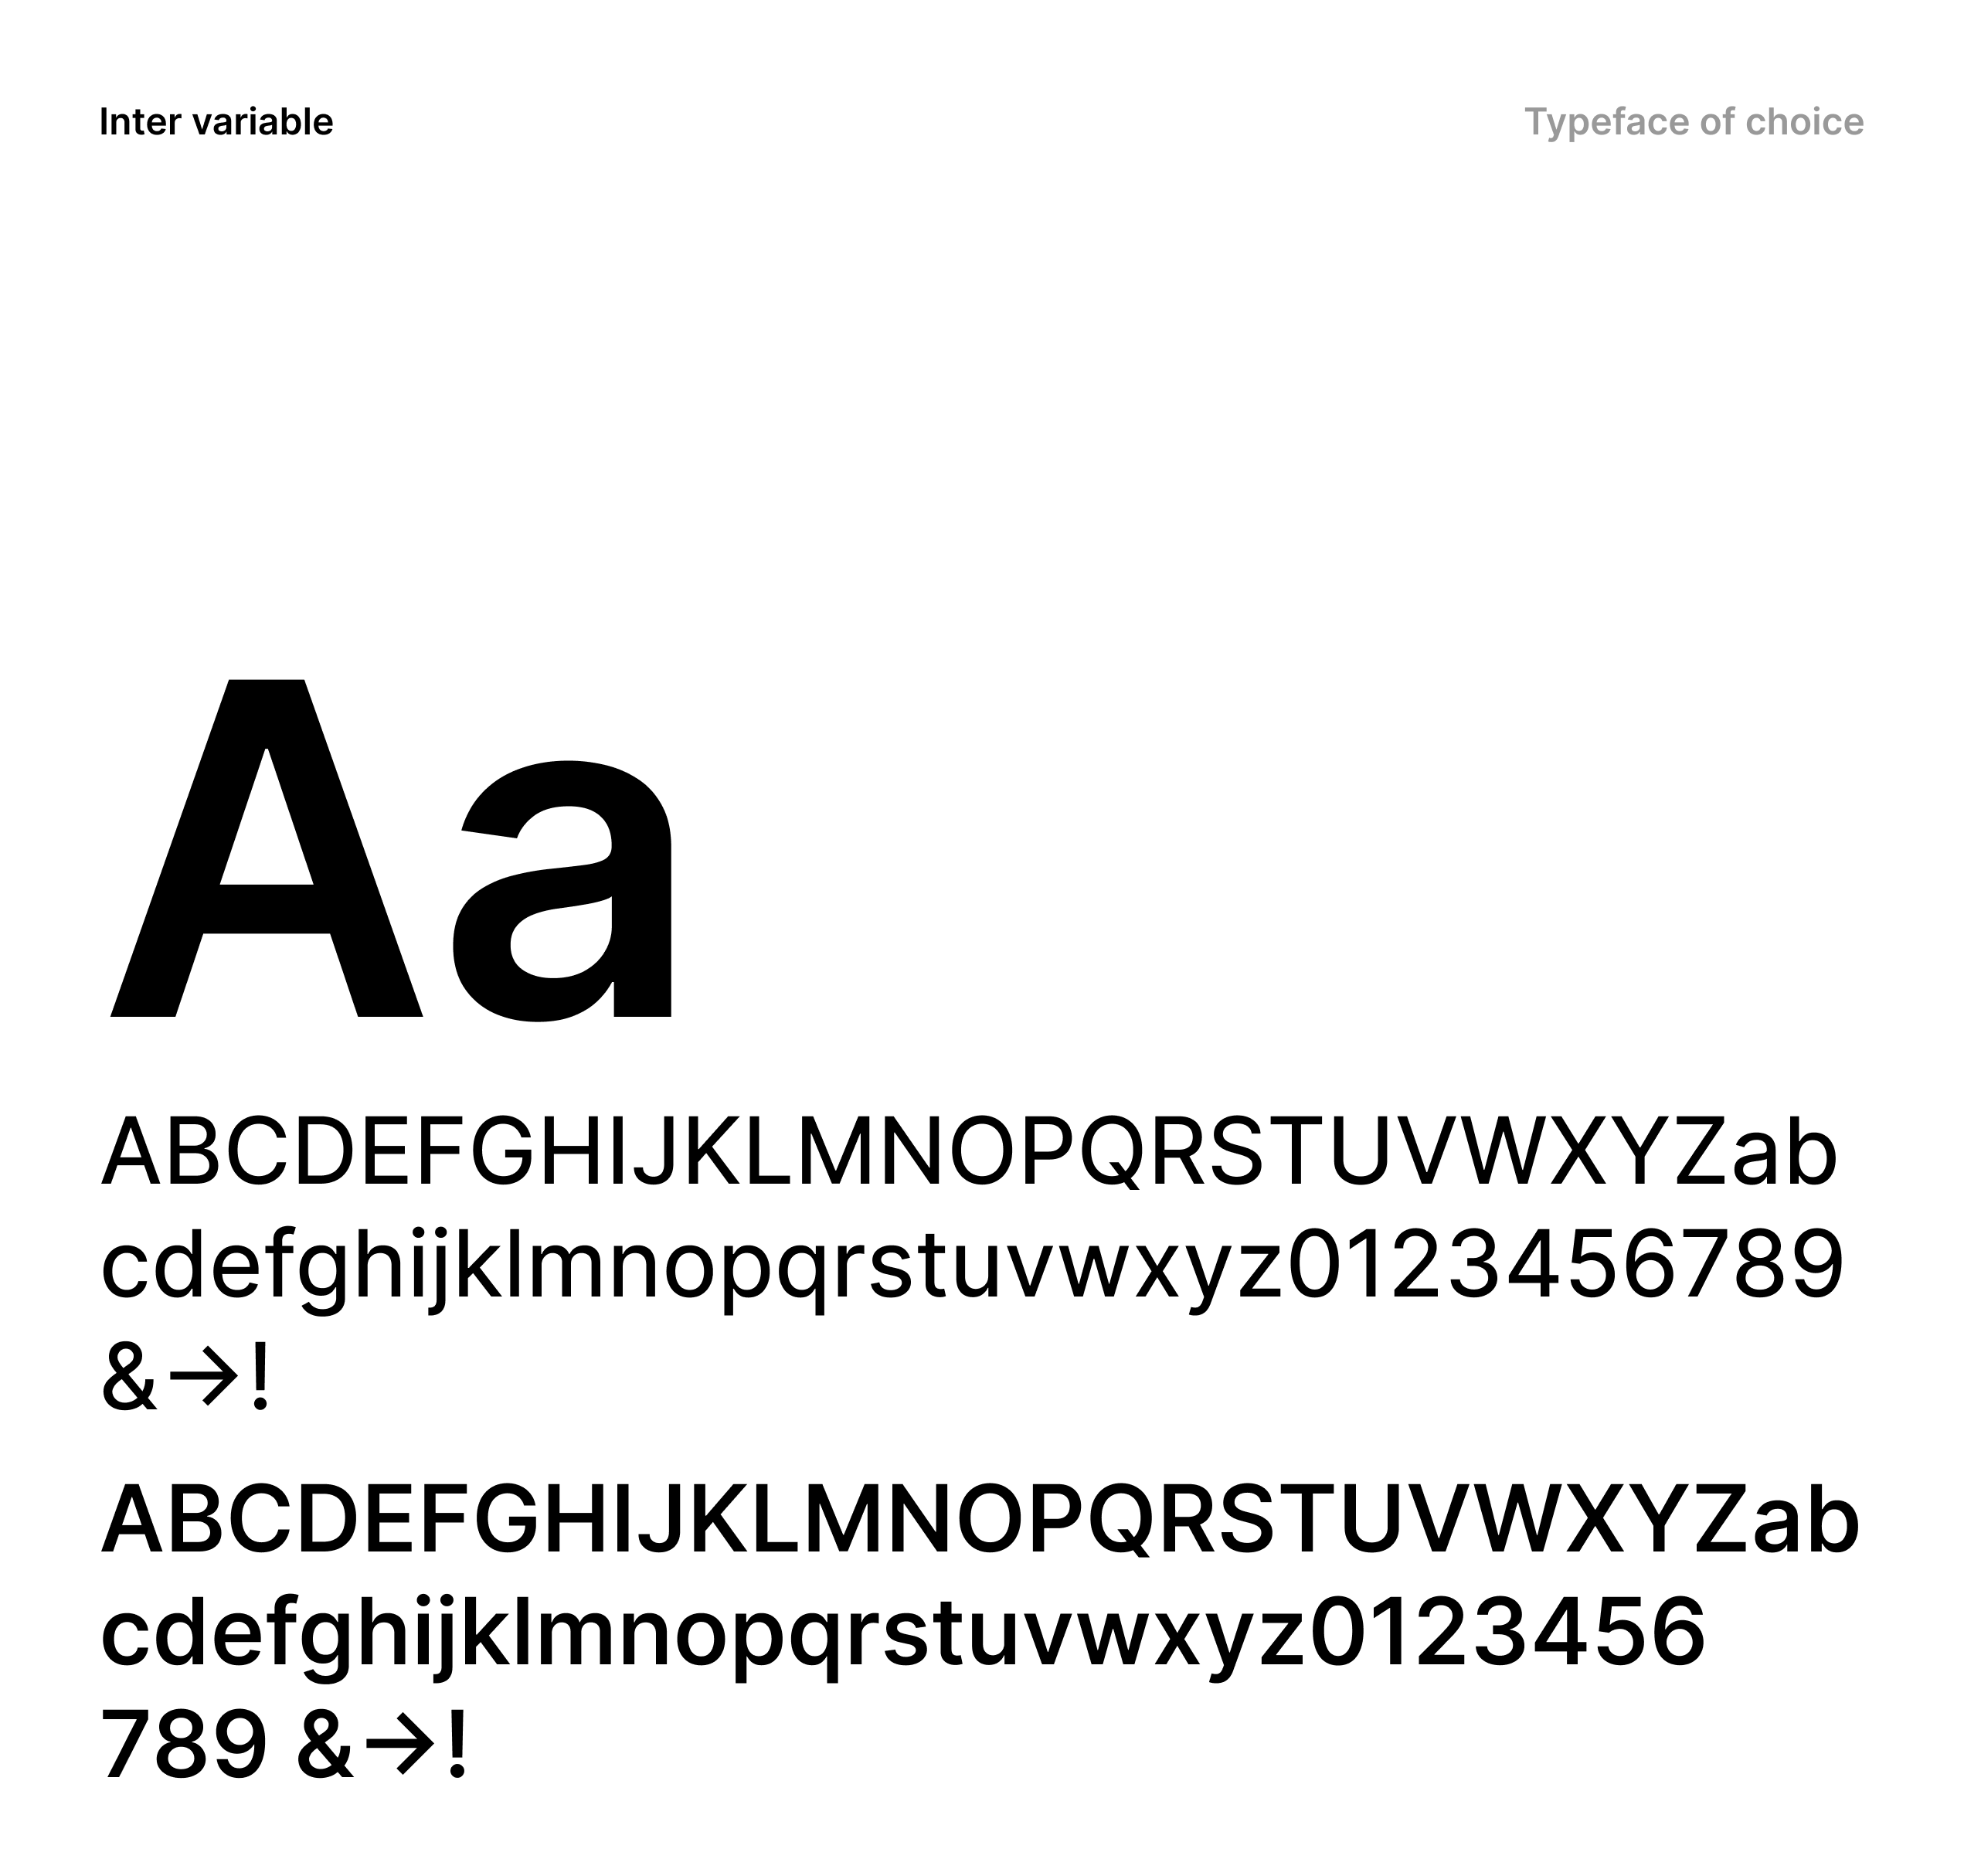 Inter variable
Typeface of choice
Aa
ABCDEFGHIJKLMNOPQRSTUVWXYZab
cdefghijklmnopqrstuvwxyz0123456789
&→!
ABCDEFGHIJKLMNOPQRSTUVWXYZab
cdefghijklmnopqrstuvwxyz0123456
789 &→!